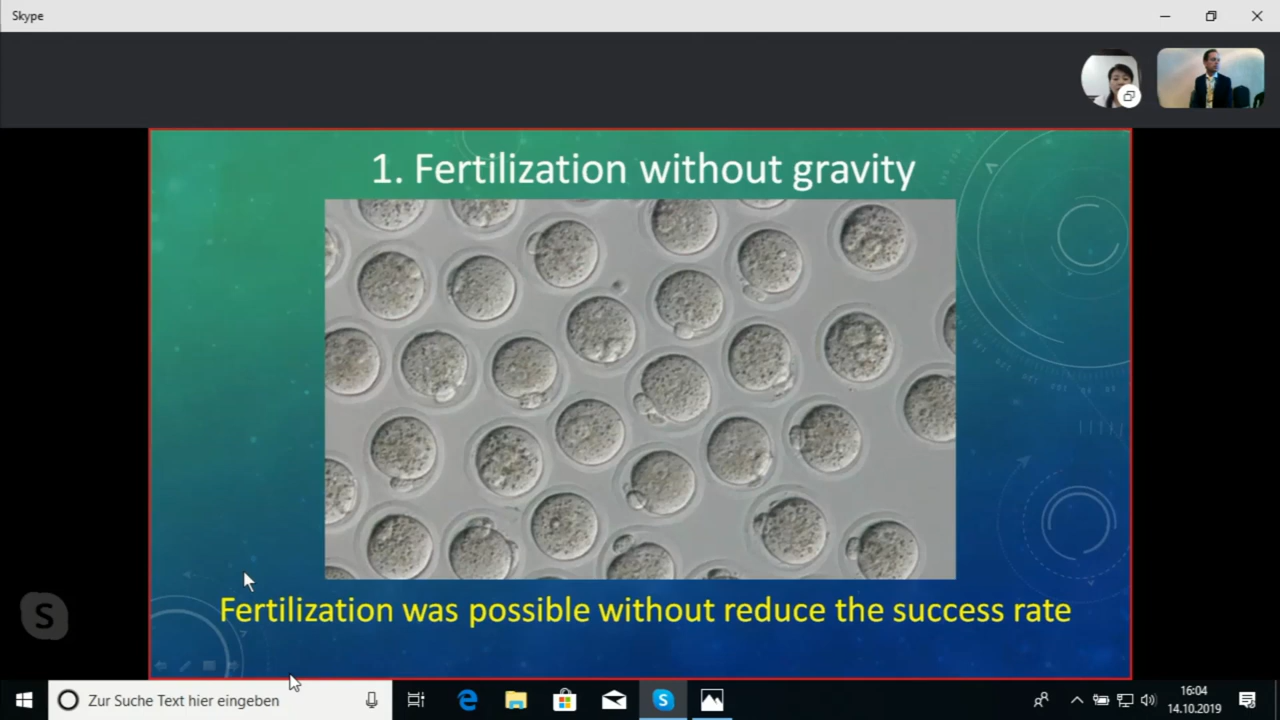 Skype
1. Fertilization without gravity
Fertilization was possible without reduce the success rate
S
Zur Suche Text hier eingeben
16:04
14.10.2019